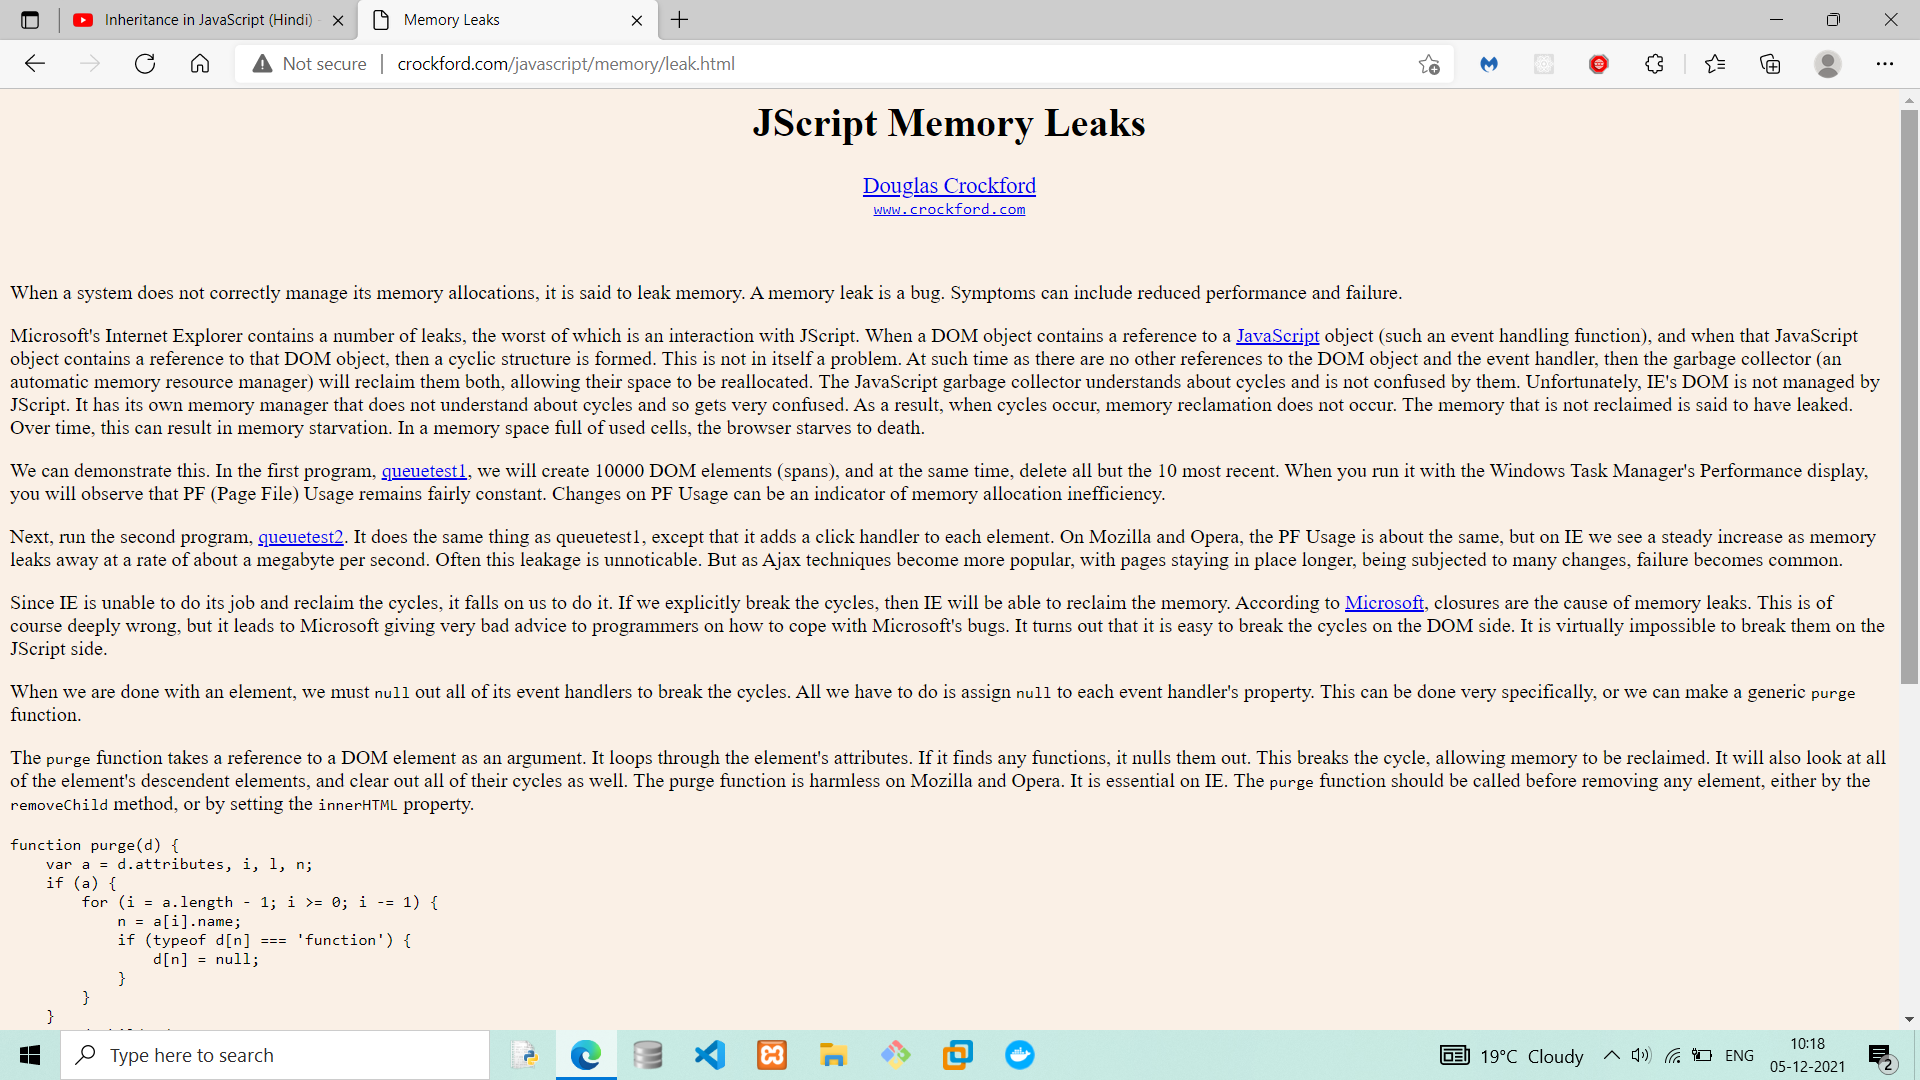 Inheritance in JavaScript (Hindi)
Memory Leaks
Not secure
crockford.com/javascript/memory/leak.html
JScript Memory Leaks
Douglas Crockford
www.crockford.com
When a system does not correctly manage its memory allocations, it is said to leak memory. A memory leak is a bug. Symptoms can include reduced performance and failure.
Microsoft's Internet Explorer contains a number of leaks, the worst of which is an interaction with JScript. When a DOM object contains a reference to a JavaScript object (such an event handling function), and when that JavaScript
object contains a reference to that DOM object, then a cyclic structure is formed. This is not in itself a problem. At such time as there are no other references to the DOM object and the event handler, then the garbage collector (an
automatic memory resource manager) will reclaim them both, allowing their space to be reallocated. The JavaScript garbage collector understands about cycles and is not confused by them. Unfortunately, IE's DOM is not managed by
JScript. It has its own memory manager that does not understand about cycles and so gets very confused. As a result, when cycles occur, memory reclamation does not occur. The memory that is not reclaimed is said to have leaked.
Over time, this can result in memory starvation. In a memory space full of used cells, the browser starves to death.
We can demonstrate this. In the first program, queuetest1, we will create 10000 DOM elements (spans), and at the same time, delete all but the 10 most recent. When you run it with the Windows Task Manager's Performance display,
you will observe that PF (Page File) Usage remains fairly constant. Changes on PF Usage can be an indicator of memory allocation inefficiency.
Next, run the second program, queuetest2. It does the same thing as queuetest1, except that it adds a click handler to each element. On Mozilla and Opera, the PF Usage is about the same, but on IE we see a steady increase as memory
leaks away at a rate of about a megabyte per second. Often this leakage is unnoticable. But as Ajax techniques become more popular, with pages staying in place longer, being subjected to many changes, failure becomes common.
Since IE is unable to do its job and reclaim the cycles, it falls on us to do it. If we explicitly break the cycles, then IE will be able to reclaim the memory. According to Microsoft, closures are the cause of memory leaks. This is of
course deeply wrong, but it leads to Microsoft giving very bad advice to programmers on how to cope with Microsoft's bugs. It turns out that it is easy to break the cycles on the DOM side. It is virtually impossible to break them on the
JScript side.
When we are done with an element, we must null out all of its event handlers to break the cycles. All we have to do is assign null to each event handler's property. This can be done very specifically, or we can make a generic purge
function.
The purge function takes a reference to a DOM element as an argument. It loops through the element's attributes. If it finds any functions, it nulls them out. This breaks the cycle, allowing memory to be reclaimed. It will also look at all
of the element's descendent elements, and clear out all of their cycles as well. The purge function is harmless on Mozilla and Opera. It is essential on IE. The purge function should be called before removing any element, either by the
removeChild method, or by setting the innerHTML property.
function purge(d) {
    var a = d.attributes, i, l, n;
    if (a) {
        for (i = a.length - 1; i >= 0; i -= 1) {
            n = a[i].name;
            if (typeof d[n] === 'function') {
                d[n] = null;
            }
        }
    }
Type here to search
19°C Cloudy
ENG
10:18
05-12-2021
2